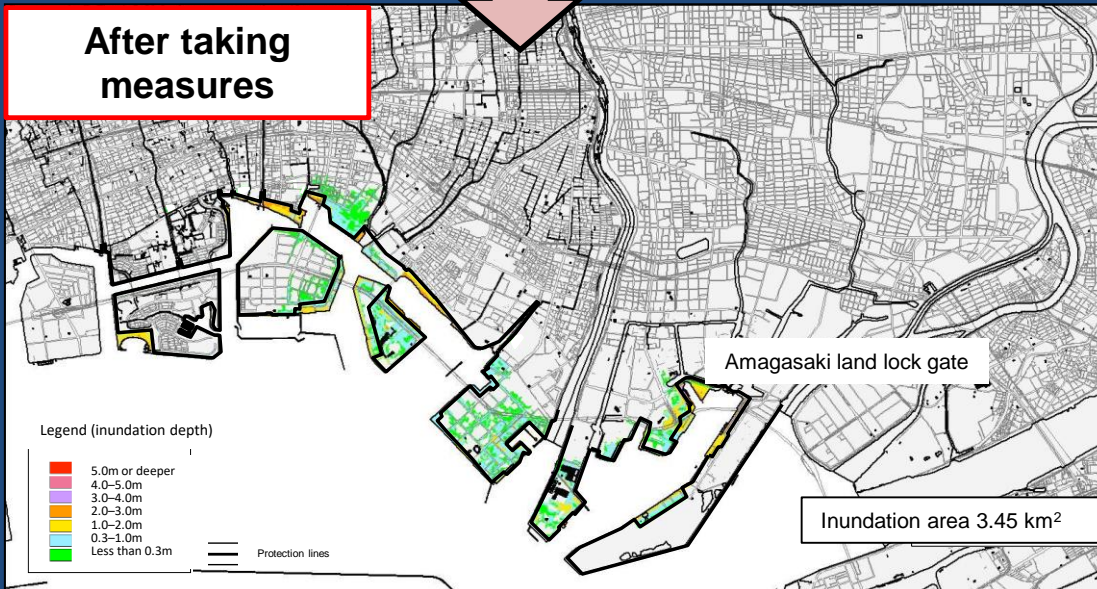 After taking
measures
Amagasaki land lock gate
Legend (inundation depth)
5.0m or deeper
4.0–5.0m
3.0–4.0m
2.0–3.0m
1.0–2.0m
0.3–1.0m
Less than 0.3m
Protection lines
Inundation area 3.45 km²